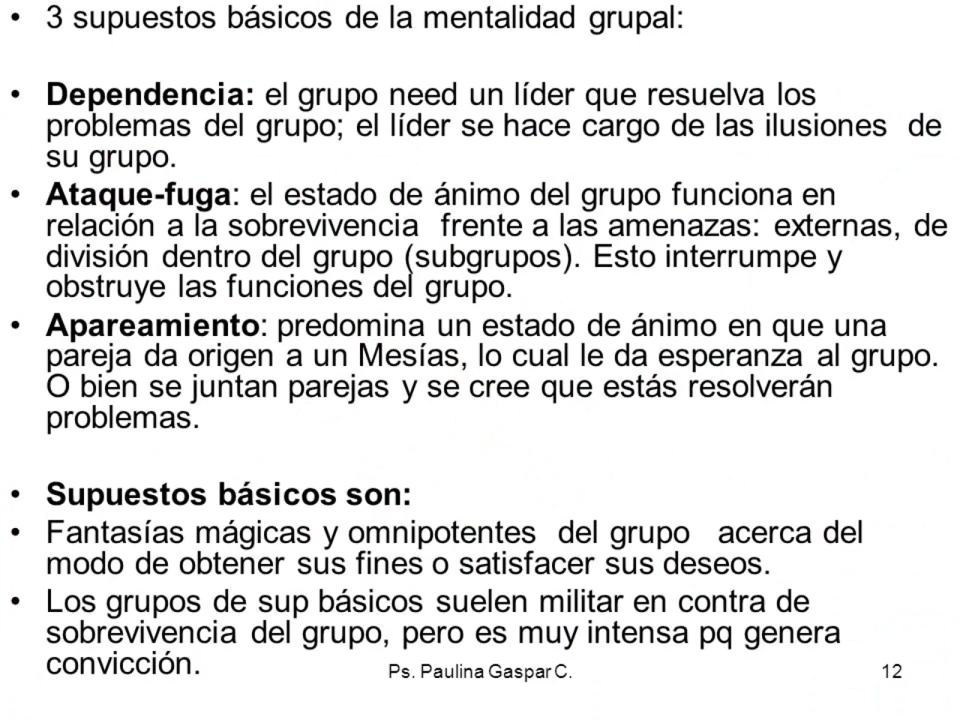 • 3 supuestos básicos de la mentalidad grupal:
• Dependencia: el grupo need un líder que resuelva los
problemas del grupo; el líder se hace cargo de las ilusiones de
su grupo.
• Ataque-fuga: el estado de ánimo del grupo funciona en
relación a la sobrevivencia frente a las amenazas: externas, de
división dentro del grupo (subgrupos). Esto interrumpe y
obstruye las funciones del grupo.
• Apareamiento: predomina un estado de ánimo en que una
pareja da origen a un Mesías, lo cual le da esperanza al grupo.
O bien se juntan parejas y se cree que estás resolverán
problemas.
• Supuestos básicos son:
• Fantasías mágicas y omnipotentes del grupo acerca del
modo de obtener sus fines o satisfacer sus deseos.
• Los grupos de sup básicos suelen militar en contra de
sobrevivencia del grupo, pero es muy intensa pq genera
convicción.
Ps. Paulina Gaspar C.
12